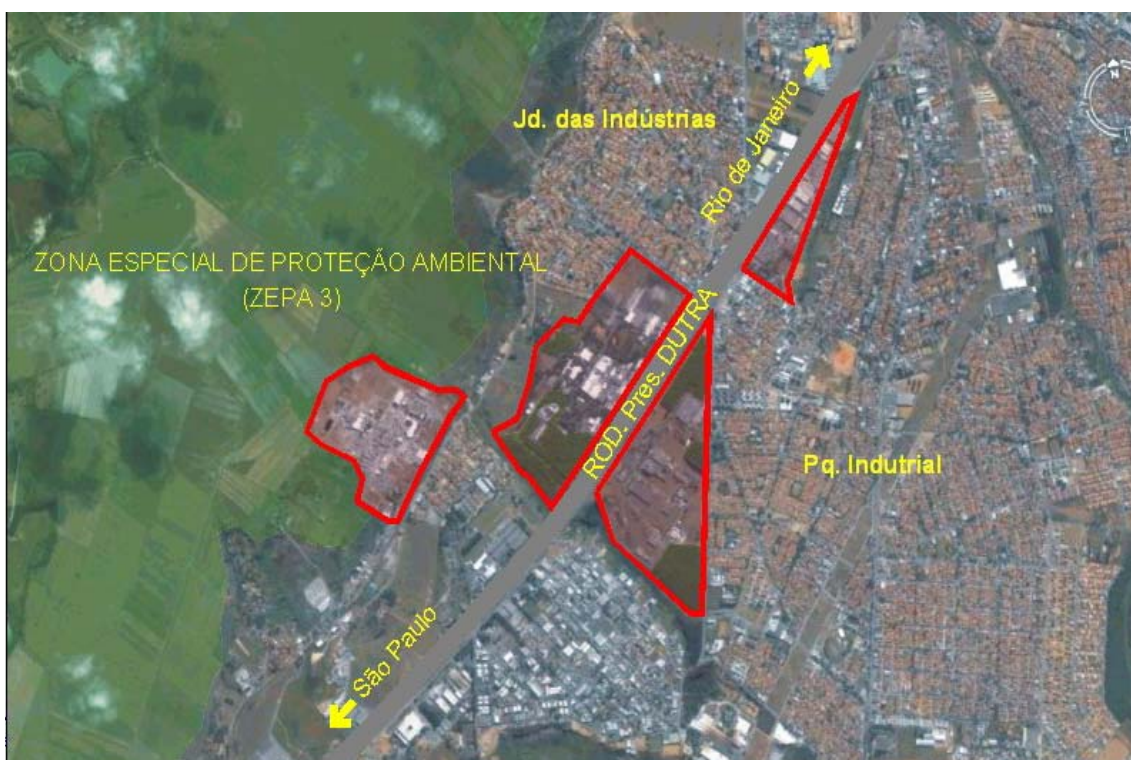 Jd. das Indústrias
Rio de Janeiro
ZONA ESPECIAL DE PROTEÇÃO AMBIENTAL
(ZEPA 3)
ROD. Pres. DUTRA
Pq. Indutrial
São Paulo
N